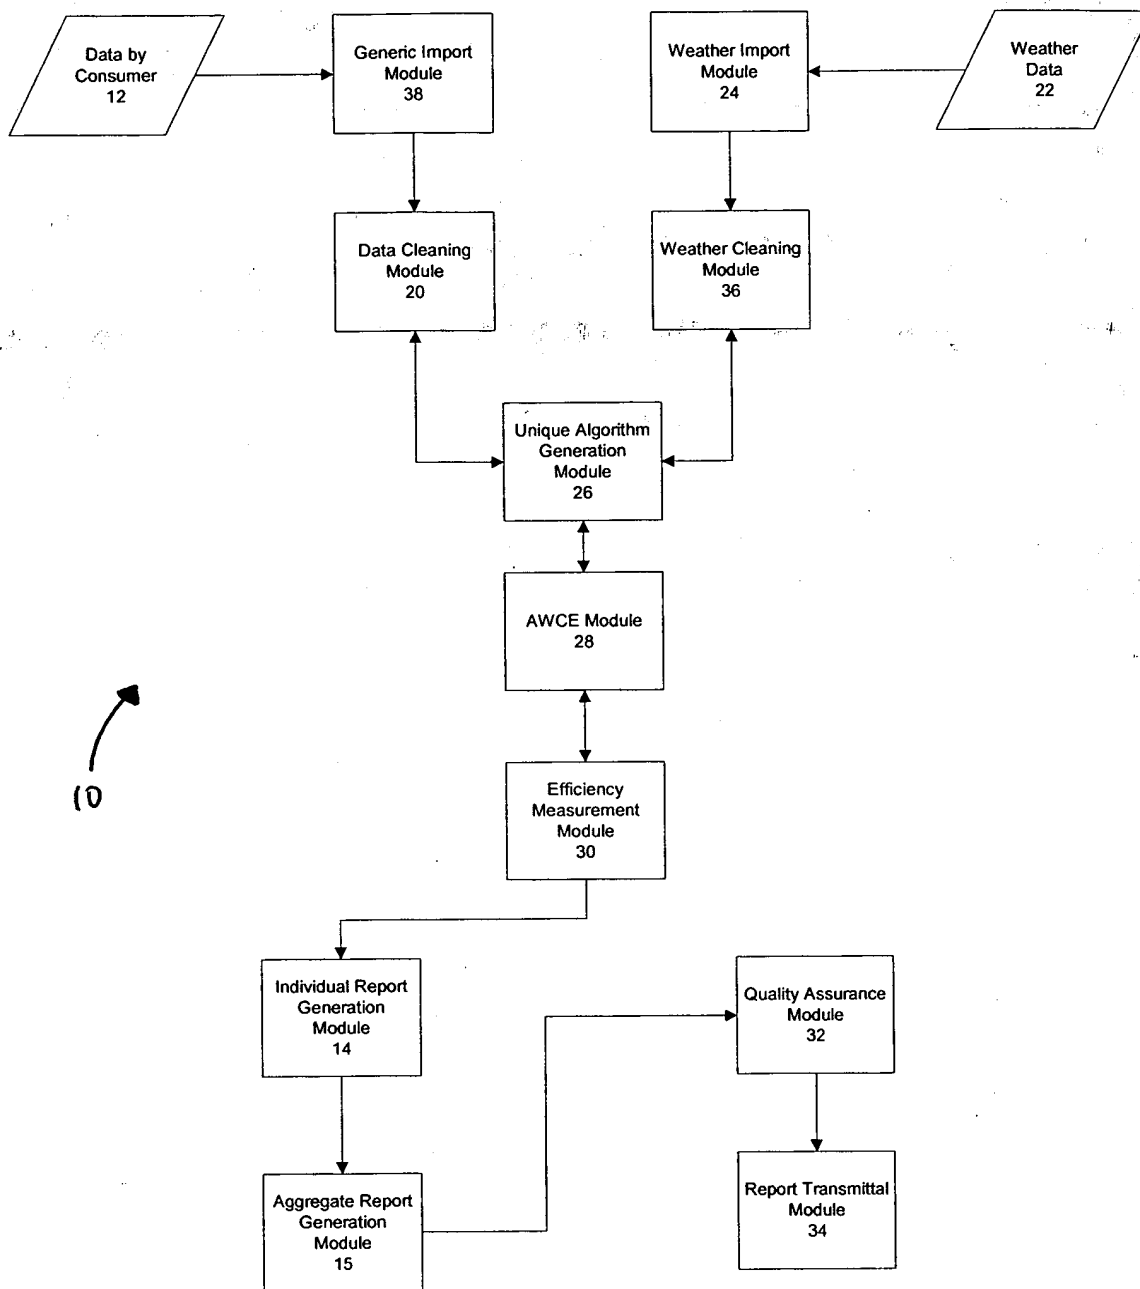 Data by
Consumer
12
Generic Import
Module
38
Weather Import
Module
24
Weather
Data
22
Data Cleaning
Module
20
Weather Cleaning
Module
36
Unique Algorithm
Generation
Module
26
AWCE Module
28
10
Efficiency
Measurement
Module
30
Individual Report
Generation
Module
14
Quality Assurance
Module
32
Aggregate Report
Generation
Module
15
Report Transmittal
Module
34